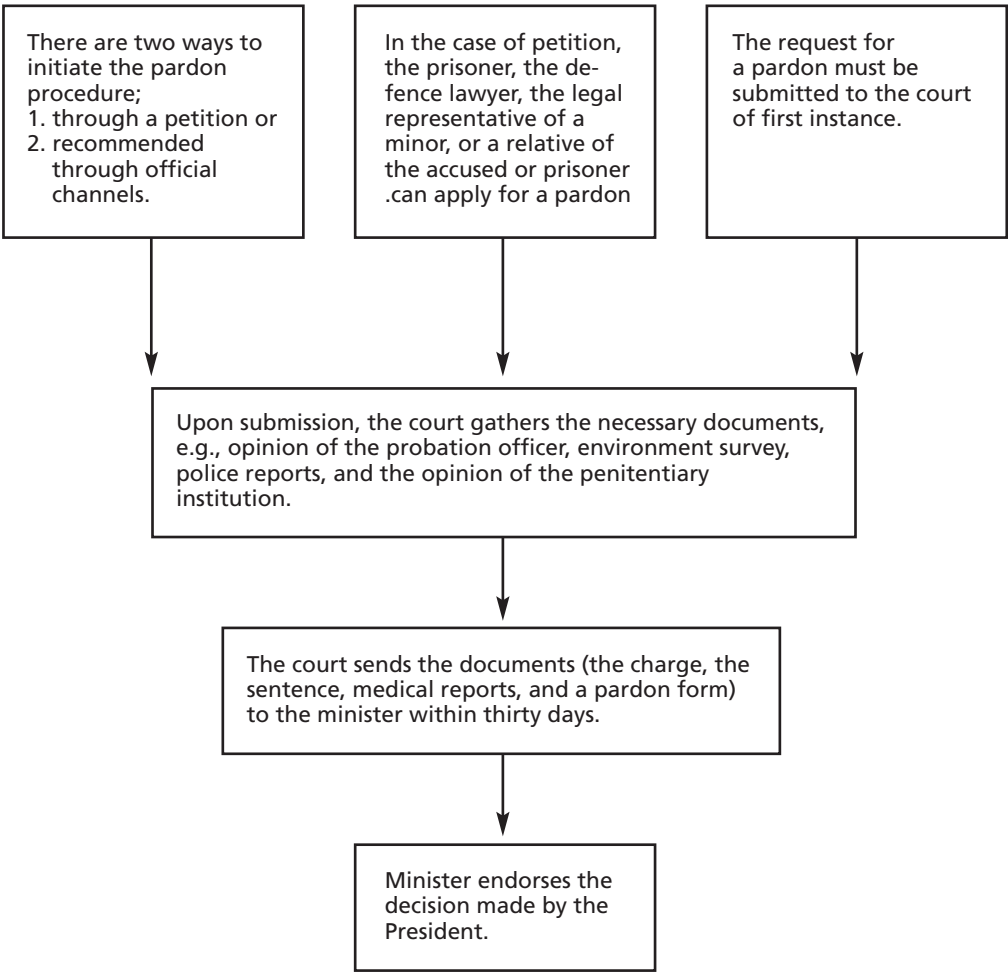 There are two ways to
initiate the pardon
procedure;
1. through a petition or
2. recommended
through official
channels.
In the case of petition,
the prisoner, the de-
fence lawyer, the legal
representative of a
minor, or a relative of
the accused or prisoner
.can apply for a pardon
The request for
a pardon must be
submitted to the court
of first instance.
Upon submission, the court gathers the necessary documents,
e.g., opinion of the probation officer, environment survey,
police reports, and the opinion of the penitentiary
institution.
The court sends the documents (the charge, the
sentence, medical reports, and a pardon form)
to the minister within thirty days.
Minister endorses the
decision made by the
President.